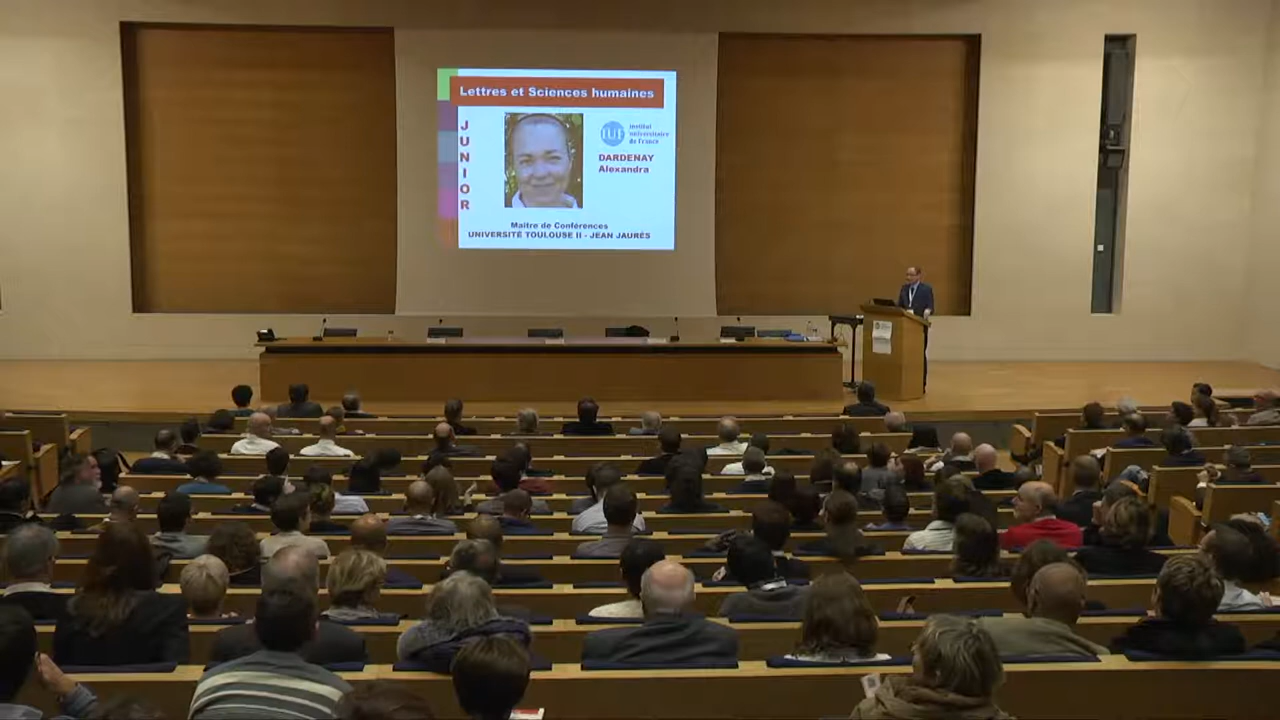 Lettres et Sciences humaines
JUNIOR
IUF
Institut
universitaire
de France
DARDENAY
Alexandra
Maître de Conférences
UNIVERSITÉ TOULOUSE II - JEAN JAURÈS